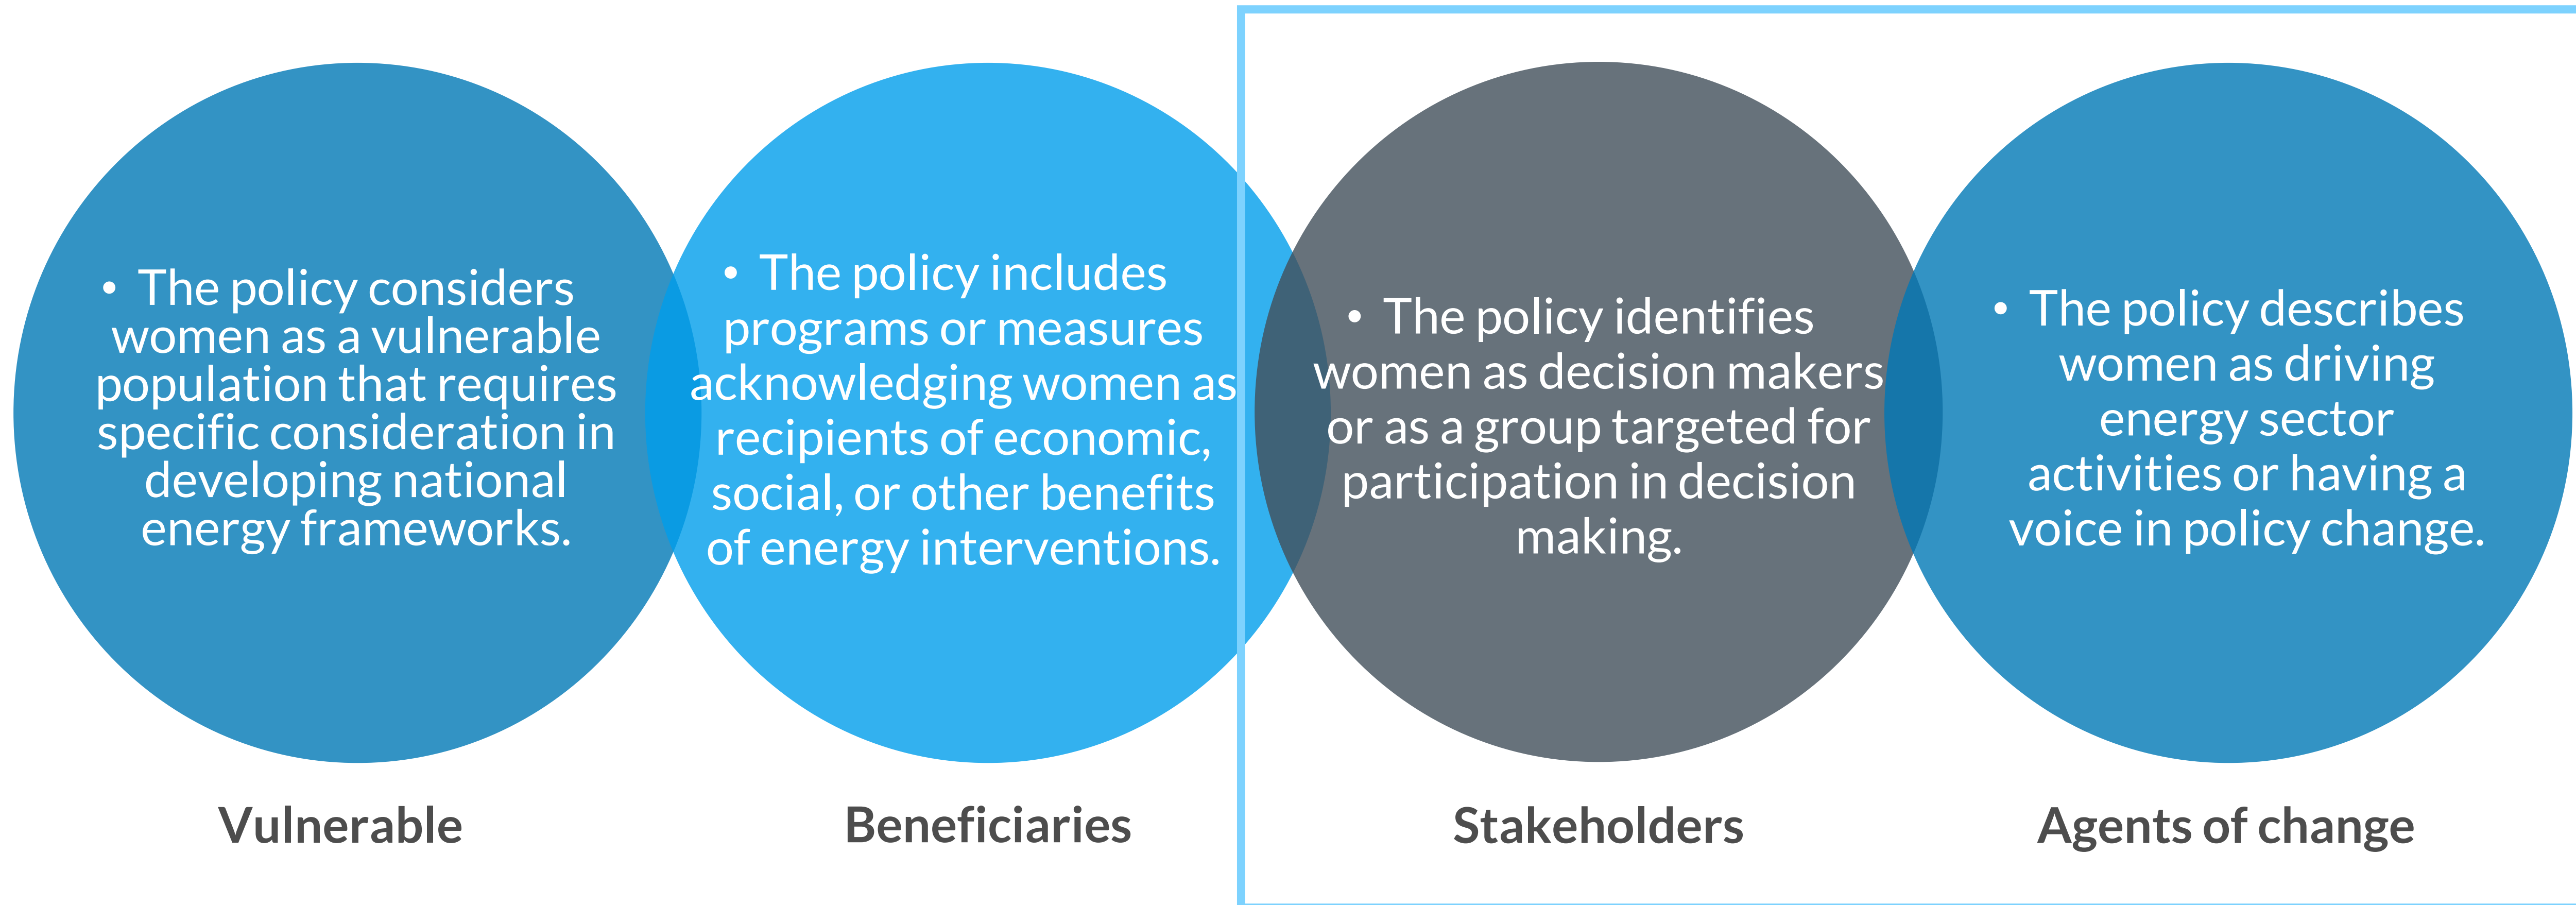 • The policy considers
women as a vulnerable
population that requires
specific consideration in
developing national
energy frameworks.
Vulnerable
• The policy includes
programs or measures
acknowledging women as
recipients of economic,
social, or other benefits
of energy interventions.
Beneficiaries
• The policy identifies
women as decision makers
or as a group targeted for
participation in decision
making.
Stakeholders
• The policy describes
women as driving
energy sector
activities or having a
voice in policy change.
Agents of change